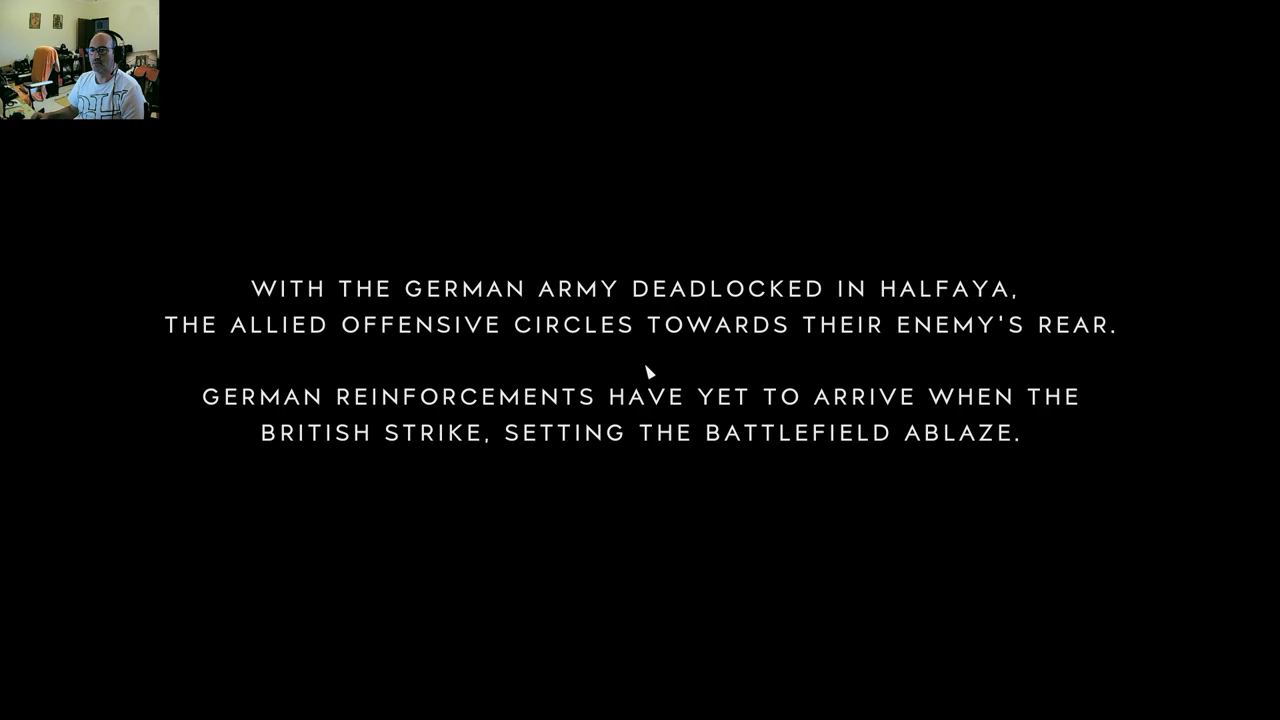 WITH THE GERMAN ARMY DEADLOCKED IN HALFAYA,
THE ALLIED OFFENSIVE CIRCLES TOWARDS THEIR ENEMY'S REAR.
GERMAN REINFORCEMENTS HAVE YET TO ARRIVE WHEN THE
BRITISH STRIKE, SETTING THE BATTLEFIELD ABLAZE.